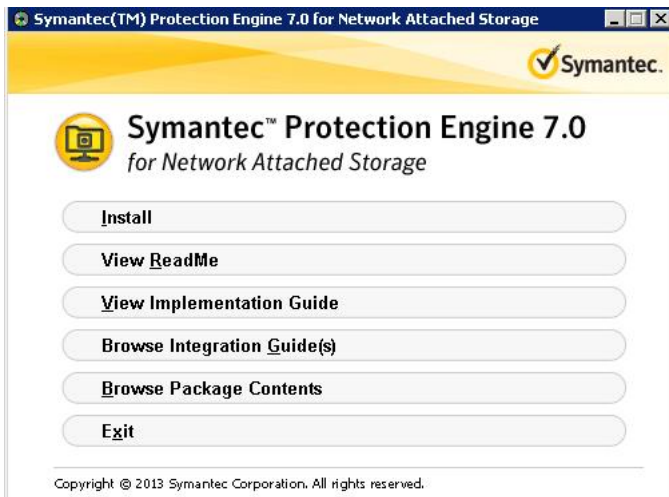 Symantec(TM) Protection Engine 7.0 for Network Attached Storage
Symantec.
Symantec™ Protection Engine 7.0
for Network Attached Storage
Install
View ReadMe
View Implementation Guide
Browse Integration Guide(s)
Browse Package Contents
Exit
Copyright © 2013 Symantec Corporation. All rights reserved.